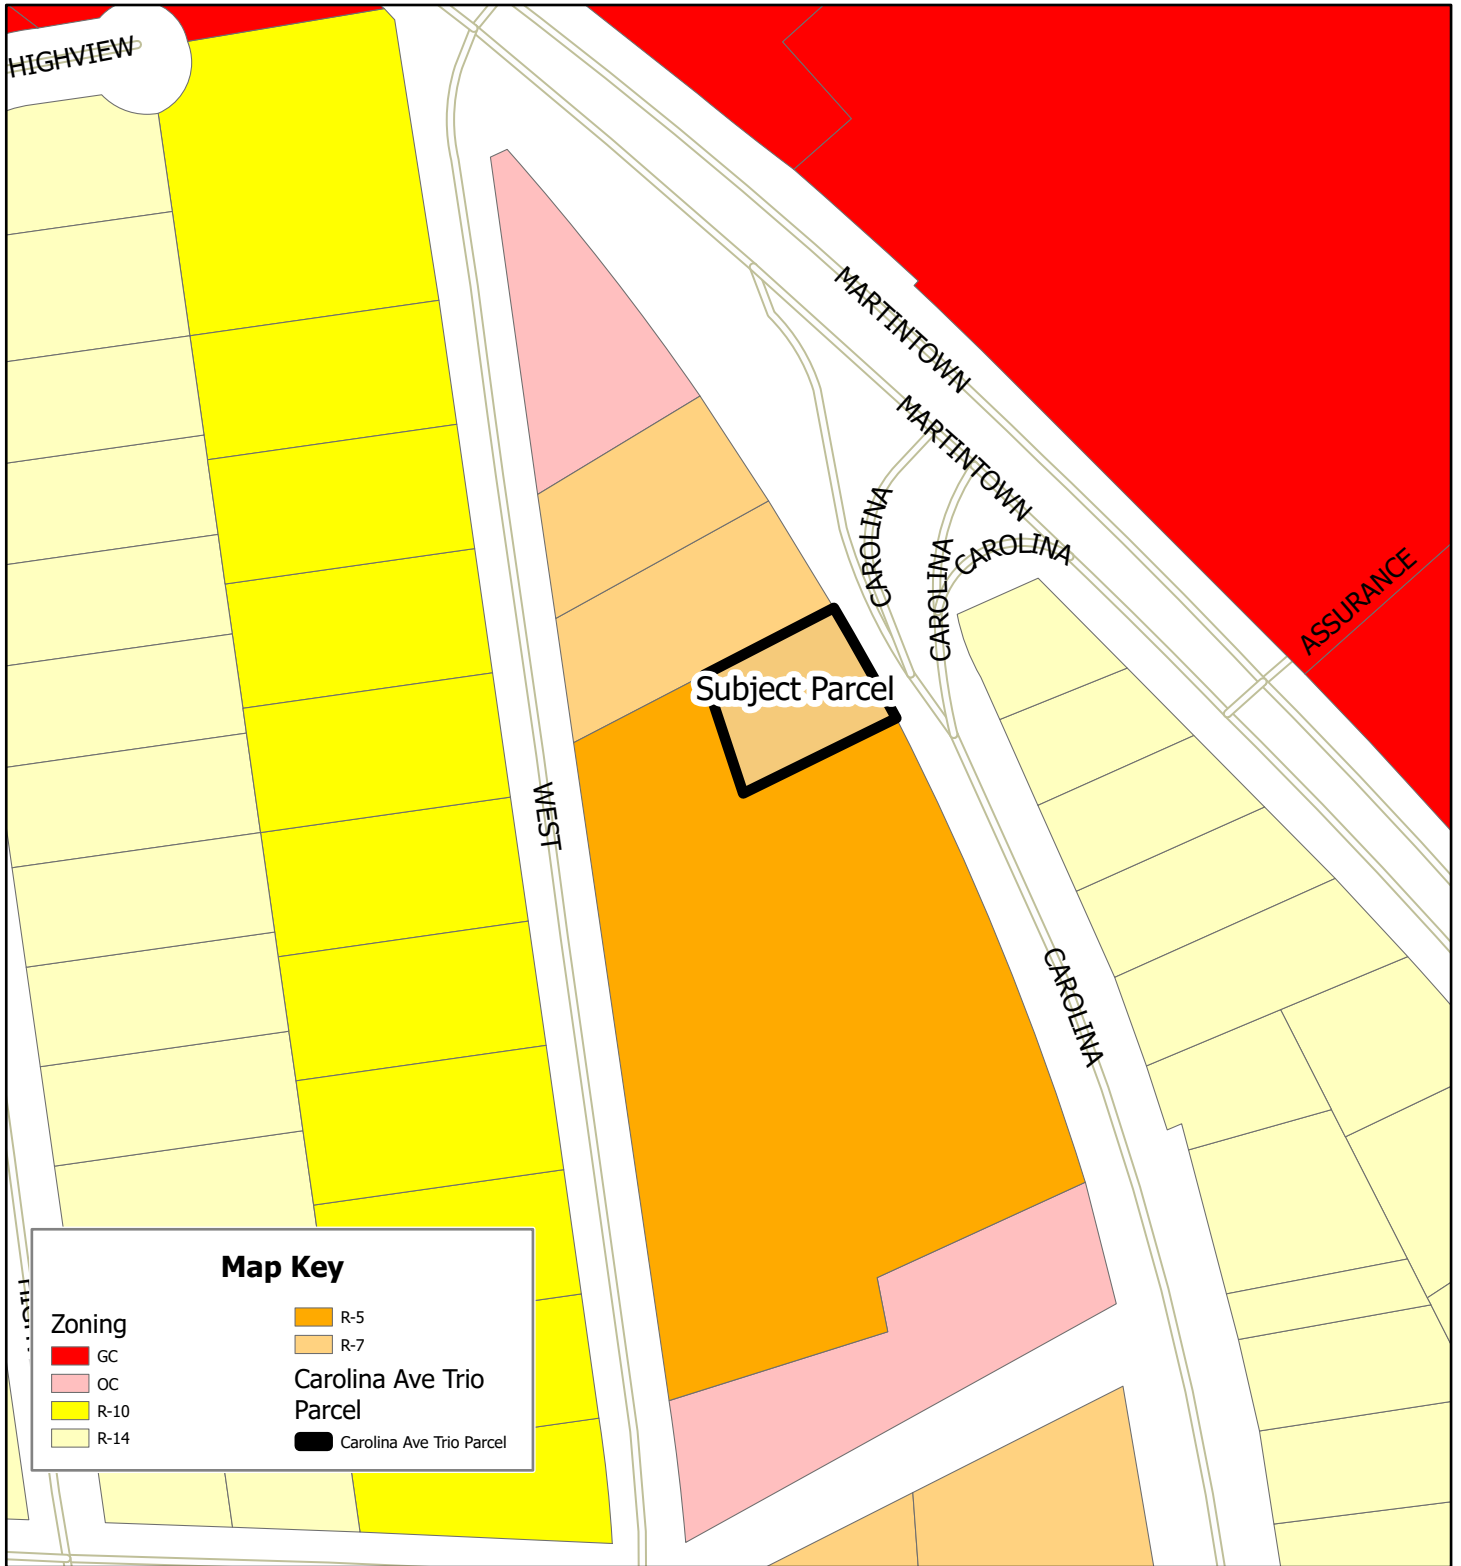 HIGHVIEW
MARTINTOWN
MARTINTOWN
CAROLINA
CAROLINA
CAROLINA
ASSURANCE
Subject Parcel
WEST
CAROLINA
Map Key
Zoning
GC
OC
R-10
R-14
R-5
R-7
Carolina Ave Trio
Parcel
Carolina Ave Trio Parcel